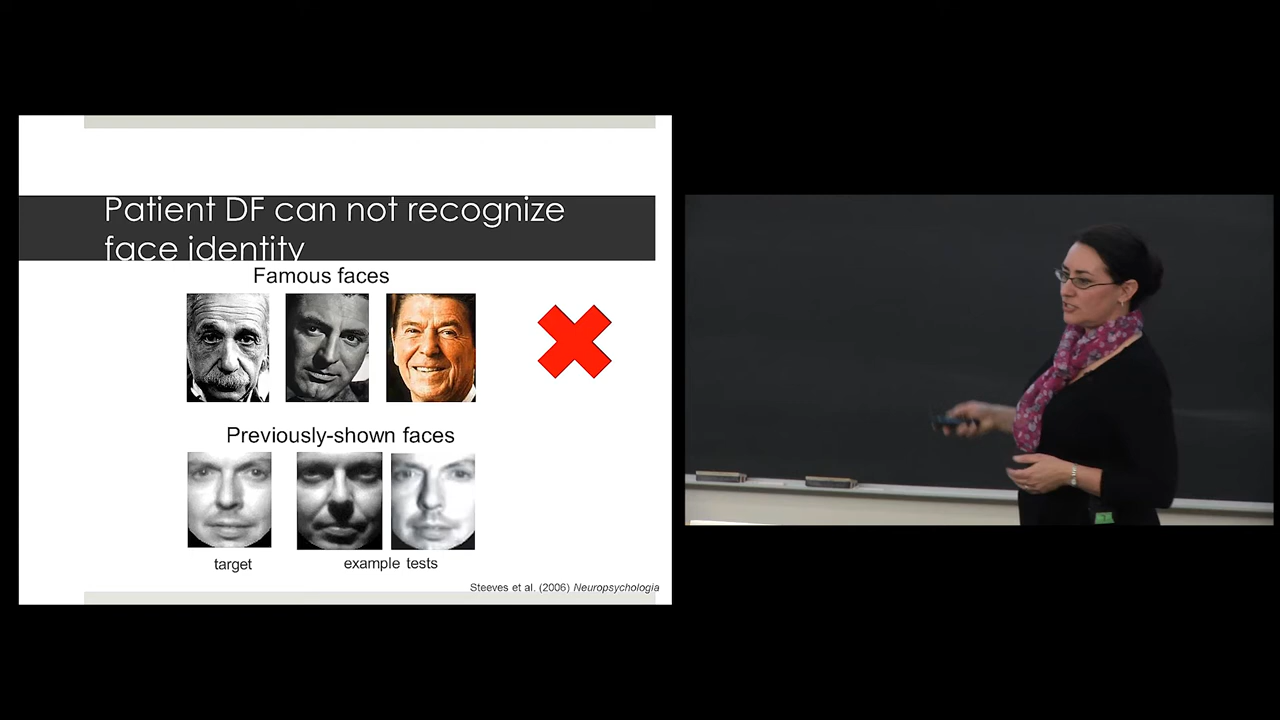 Patient DF can not recognize
face identity
Famous faces
Previously-shown faces
target
example tests
Steeves et al. (2006) Neuropsychologia